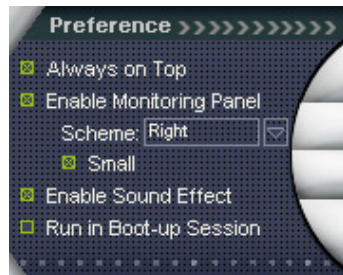 Preference >>>>>>>>>>>>
Always on Top
Enable Monitoring Panel
Scheme: Right
Small
Enable Sound Effect
Run in Boot-up Session